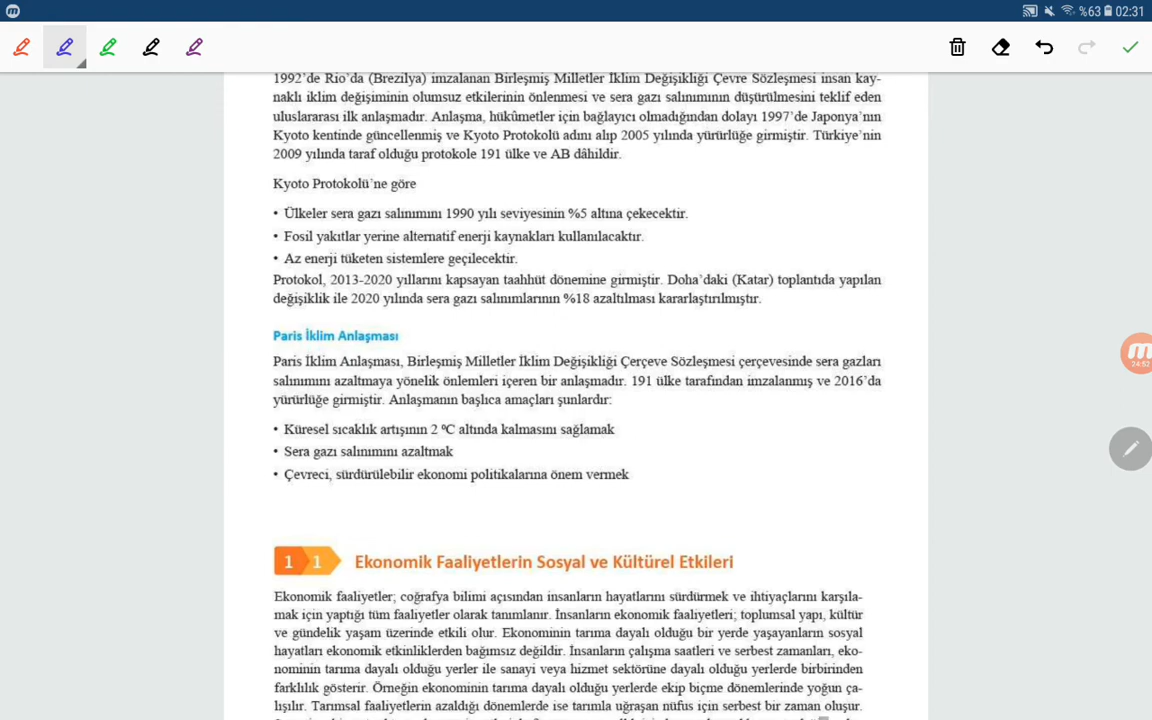 %63 02:31
1992’de Rio’da (Brezilya) imzalanan Birleşmiş Milletler İklim Değişikliği Çevre Sözleşmesi insan kay-
naklı iklim değişiminin olumsuz etkilerinin önlenmesi ve sera gazı salınımının düşürülmesini teklif eden
uluslararası ilk anlaşmadır. Anlaşma, hükûmetler için bağlayıcı olmadığından dolayı 1997’de Japonya’nın
Kyoto kentinde güncellenmiş ve Kyoto Protokolü adını alıp 2005 yılında yürürlüğe girmiştir. Türkiye’nin
2009 yılında taraf olduğu protokole 191 ülke ve AB dâhildir.
Kyoto Protokolü’ne göre
• Ülkeler sera gazı salınımını 1990 yılı seviyesinin %5 altına çekecektir.
• Fosil yakıtlar yerine alternatif enerji kaynakları kullanılacaktır.
• Az enerji tüketen sistemlere geçilecektir.
Protokol, 2013-2020 yıllarını kapsayan taahhüt dönemine girmiştir. Doha’daki (Katar) toplantıda yapılan
değişiklik ile 2020 yılında sera gazı salınımlarının %18 azaltılması kararlaştırılmıştır.
Paris İklim Anlaşması
Paris İklim Anlaşması, Birleşmiş Milletler İklim Değişikliği Çerçeve Sözleşmesi çerçevesinde sera gazları
salınımını azaltmaya yönelik önlemleri içeren bir anlaşmadır. 191 ülke tarafından imzalanmış ve 2016’da
yürürlüğe girmiştir. Anlaşmanın başlıca amaçları şunlardır:
24:52
• Küresel sıcaklık artışının 2 ºC altında kalmasını sağlamak
• Sera gazı salınımını azaltmak
• Çevreci, sürdürülebilir ekonomi politikalarına önem vermek
1 1 Ekonomik Faaliyetlerin Sosyal ve Kültürel Etkileri
Ekonomik faaliyetler; coğrafya bilimi açısından insanların hayatlarını sürdürmek ve ihtiyaçlarını karşıla-
mak için yaptığı tüm faaliyetler olarak tanımlanır. İnsanların ekonomik faaliyetleri; toplumsal yapı, kültür
ve gündelik yaşam üzerinde etkili olur. Ekonominin tarıma dayalı olduğu bir yerde yaşayanların sosyal
hayatları ekonomik etkinliklerden bağımsız değildir. İnsanların çalışma saatleri ve serbest zamanları, eko-
nominin tarıma dayalı olduğu yerler ile sanayi veya hizmet sektörüne dayalı olduğu yerlerde birbirinden
farklılık gösterir. Örneğin ekonominin tarıma dayalı olduğu yerlerde ekip biçme dönemlerinde yoğun ça-
lışılır. Tarımsal faaliyetlerin azaldığı dönemlerde ise tarımla uğraşan nüfus için serbest bir zaman oluşur.